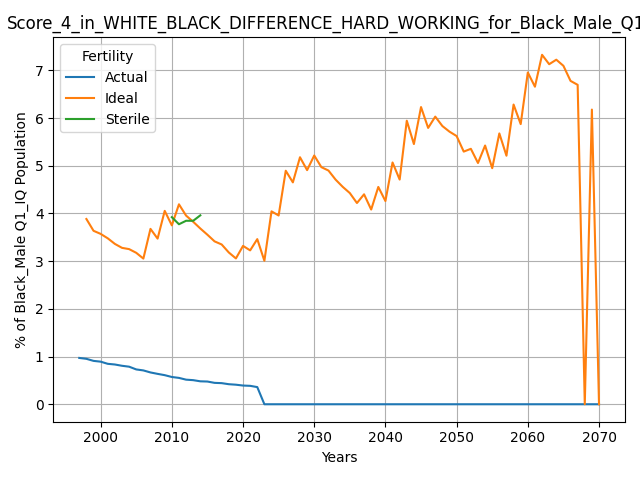 Score_4_in_WHITE_BLACK_DIFFERENCE_HARD_WORKING_for_Black_Male_Q1
Fertility
Actual
Ideal
Sterile
% of Black_Male Q1_IQ Population
7
6
5
4
3
2
1
0
2000 2010 2020 2030 2040 2050 2060 2070
Years